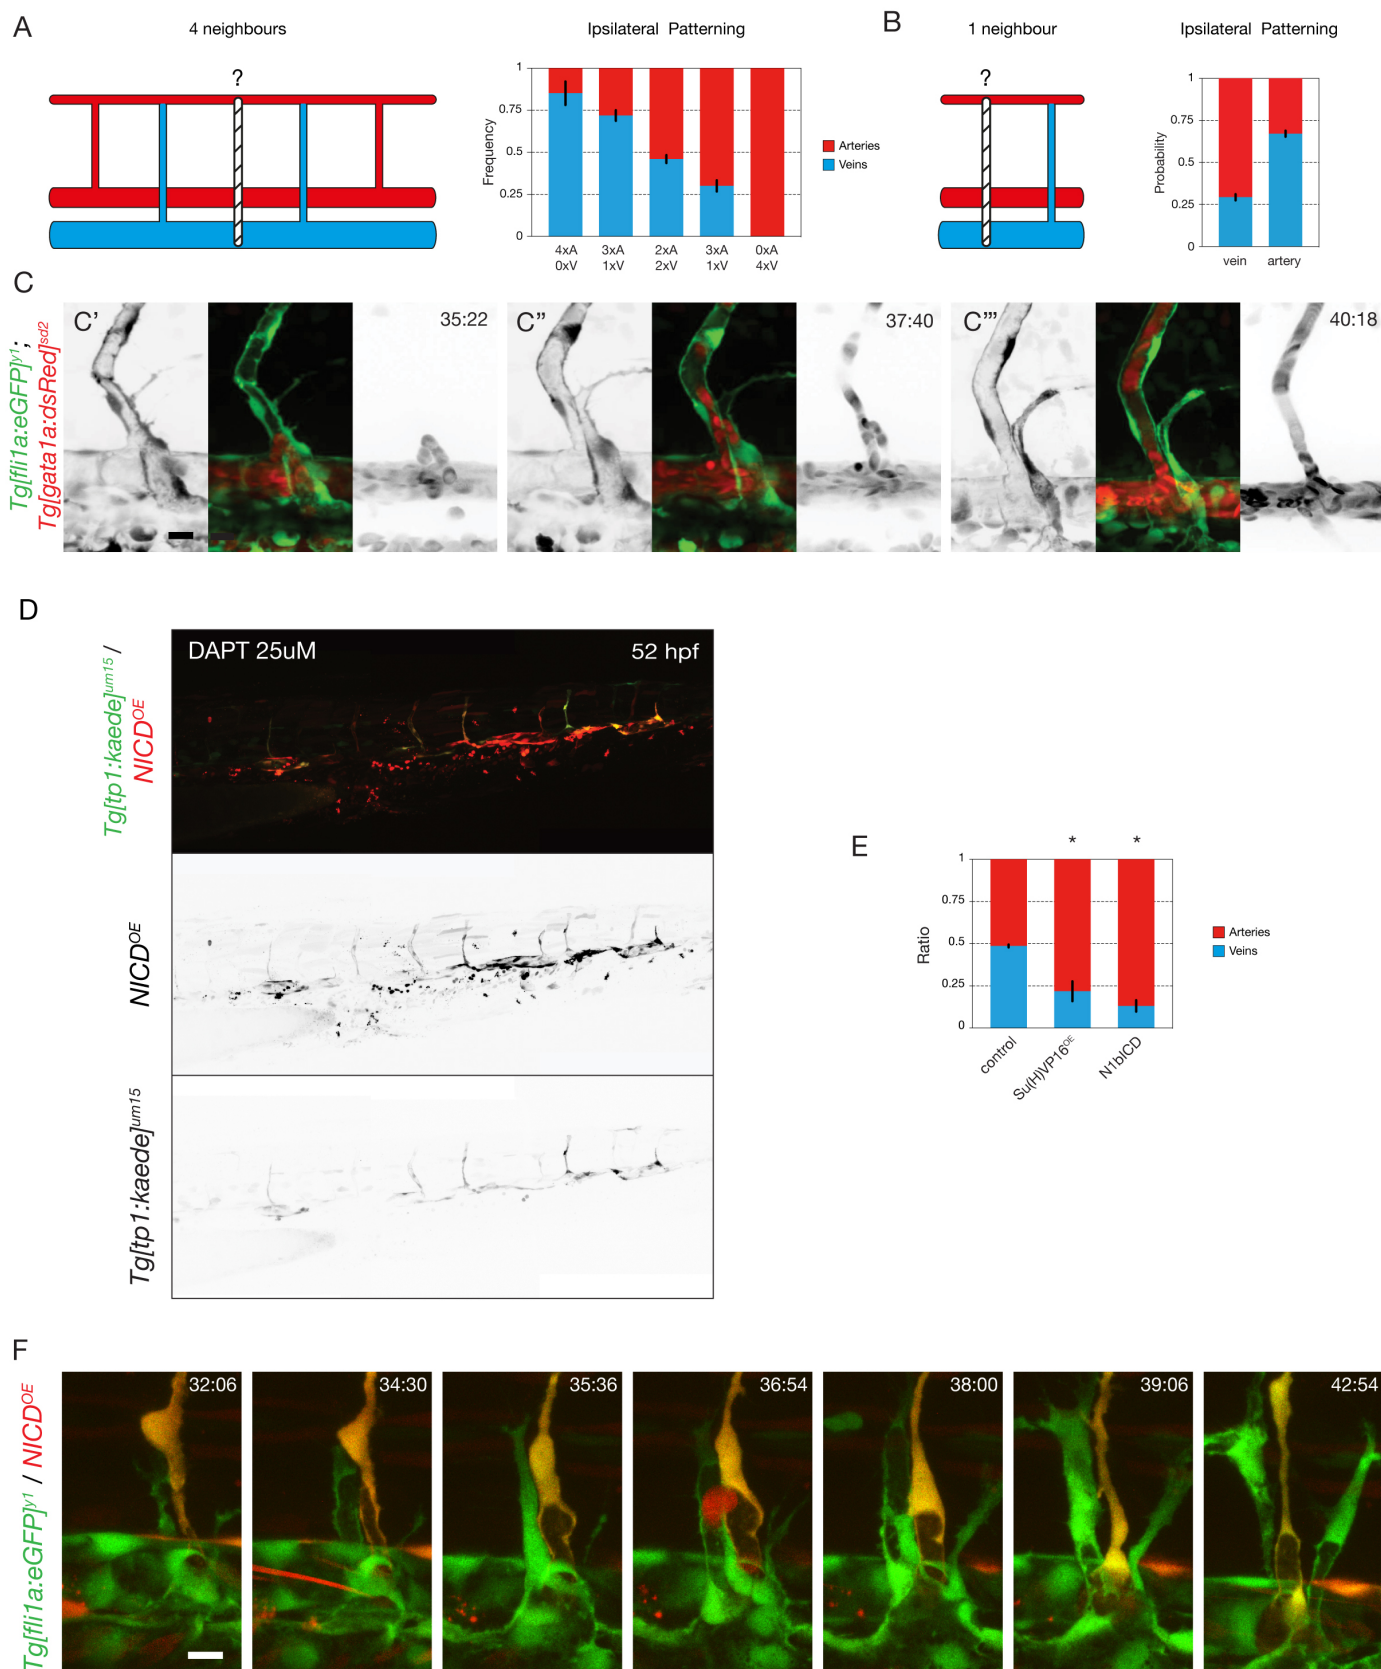 A
4 neighbours
Ipsilateral Patterning
?
Frequency
1
0.75
0.5
0.25
0
4xA
0xV
3xA
1xV
2xA
2xV
3xA
1xV
0xA
4xV
Arteries
Veins
B
1 neighbour
Ipsilateral Patterning
?
Probability
1
0.75
0.5
0.25
0
vein
artery
C
Tg[fli1a:eGFP]y1;
Tg[gata1a:dsRed]sd2
C'
35:22
C''
37:40
C'''
40:18
D
Tg[tp1:kaede]um15 /
NICDOE
DAPT 25uM
52 hpf
NICDOE
Tg[tp1:kaede]um15
E
Ratio
1
0.75
0.5
0.25
0
*
*
control
Su(H)VP16OE
N1bICD
Arteries
Veins
F
Tg[fli1a:eGFP]y1 / NICDOE
32:06
34:30
35:36
36:54
38:00
39:06
42:54